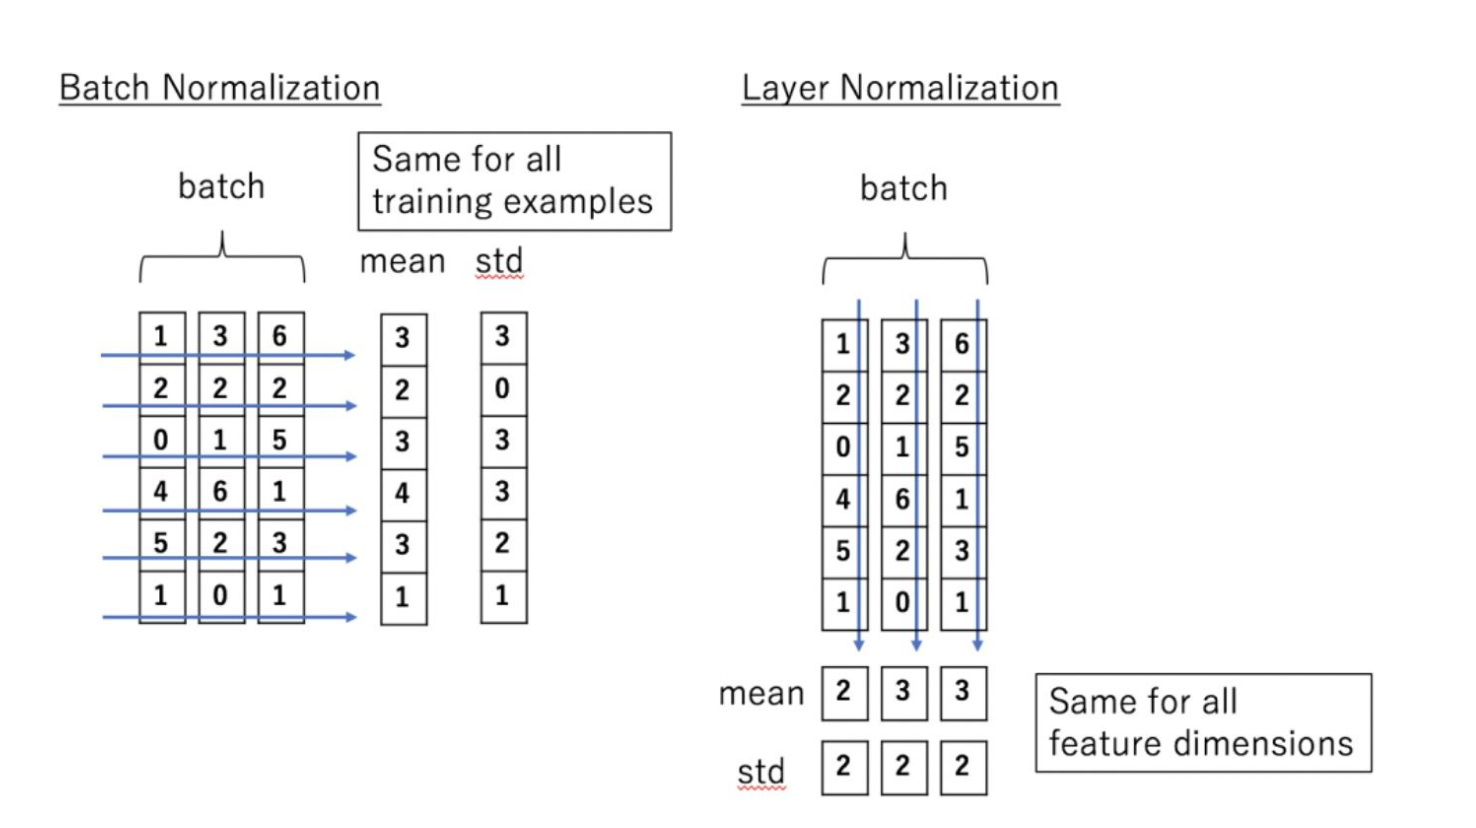 Batch Normalization
Same for all
training examples
batch
mean std
1 3 6 3 3
2 2 2 2 0
0 1 5 3 3
4 6 1 4 3
5 2 3 3 2
1 0 1 1 1
Layer Normalization
batch
1 3 6
2 2 2
0 1 5
4 6 1
5 2 3
1 0 1
mean 2 3 3
std 2 2 2
Same for all
feature dimensions